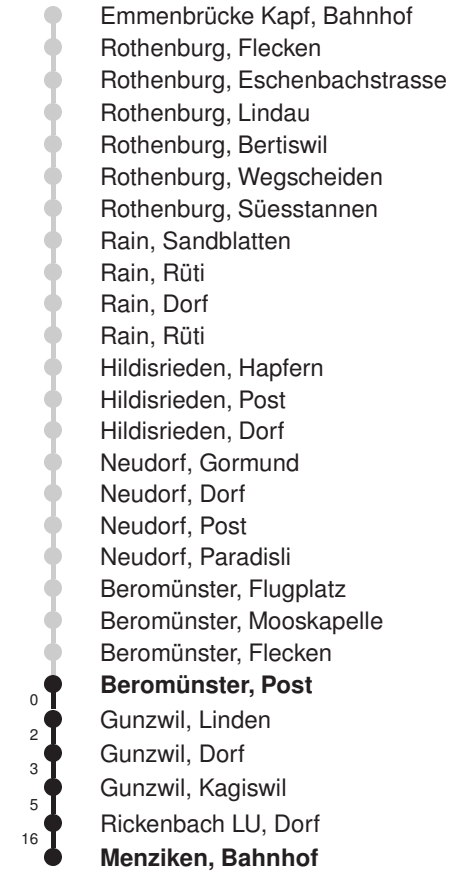 Emmenbrücke Kapf, Bahnhof
Rothenburg, Flecken
Rothenburg, Eschenbachstrasse
Rothenburg, Lindau
Rothenburg, Bertiswil
Rothenburg, Wegscheiden
Rothenburg, Süesstannen
Rain, Sandblatten
Rain, Rüti
Rain, Dorf
Rain, Rüti
Hildisrieden, Hapfern
Hildisrieden, Post
Hildisrieden, Dorf
Neudorf, Gormund
Neudorf, Dorf
Neudorf, Post
Neudorf, Paradisli
Beromünster, Flugplatz
Beromünster, Mooskapelle
Beromünster, Flecken
Beromünster, Post
0
Gunzwil, Linden
2
Gunzwil, Dorf
3
Gunzwil, Kagiswil
5
Rickenbach LU, Dorf
16
Menziken, Bahnhof